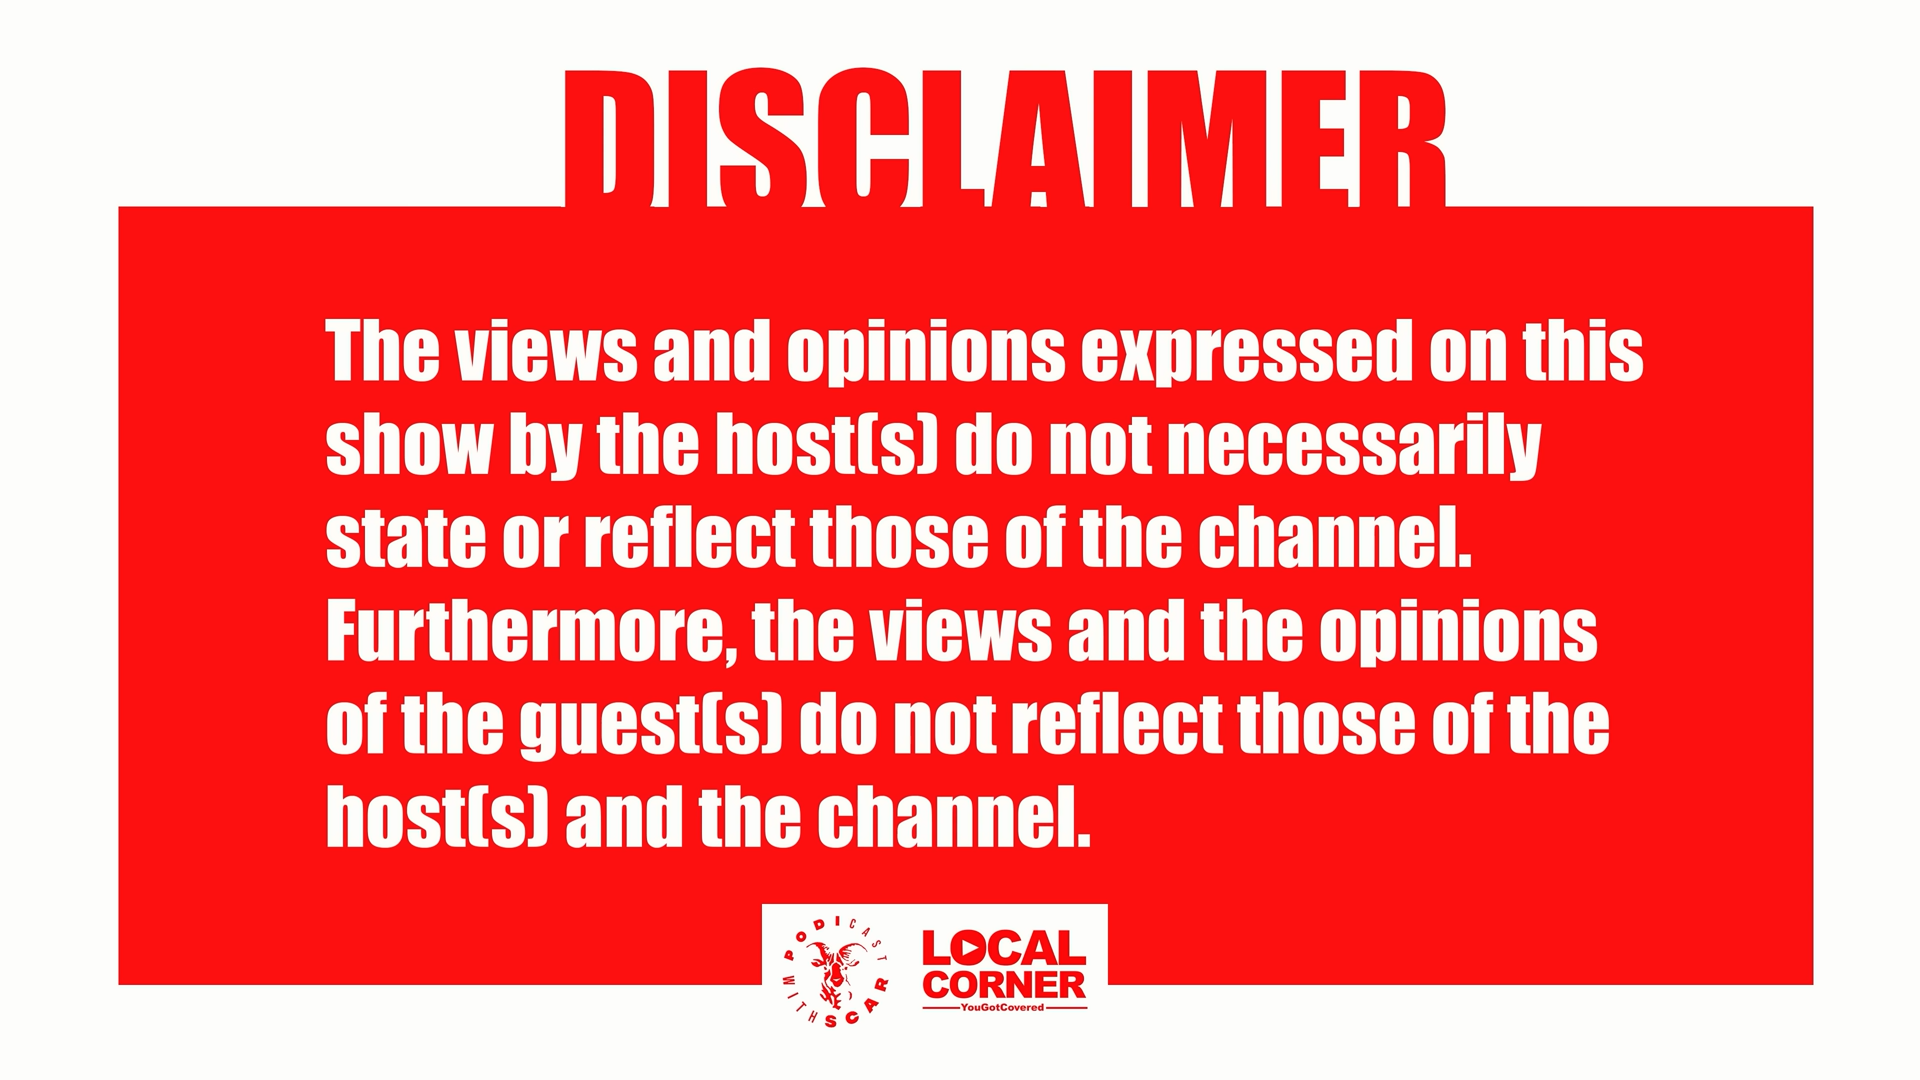 DISCLAIMER
The views and opinions expressed on this
show by the host(s) do not necessarily
state or reflect those of the channel.
Furthermore, the views and the opinions
of the guest(s) do not reflect those of the
host(s) and the channel.
PODICAST WITH SCAR
LOCAL
CORNER
YouGotCovered